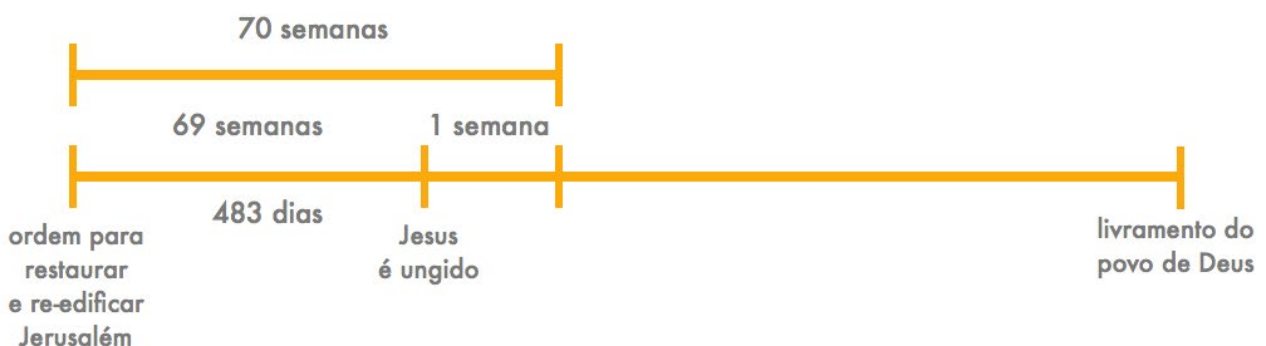 70 semanas
69 semanas
1 semana
483 dias
ordem para
restaurar
e re-edificar
Jerusalém
Jesus
é ungido
livramento do
povo de Deus